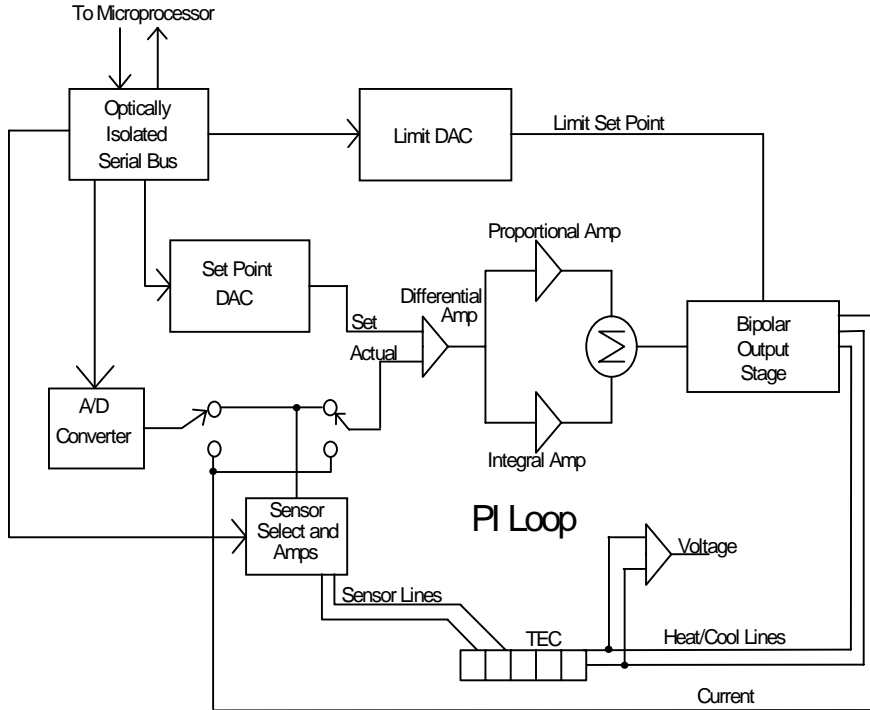 To Microprocessor
Optically
Isolated
Serial Bus
Limit DAC
Limit Set Point
Set Point
DAC
Set
Actual
Differential
Amp
Proportional Amp
Σ
Integral Amp
Bipolar
Output
Stage
A/D
Converter
Sensor
Select and
Amps
PI Loop
Voltage
Sensor Lines
TEC
Heat/Cool Lines
Current